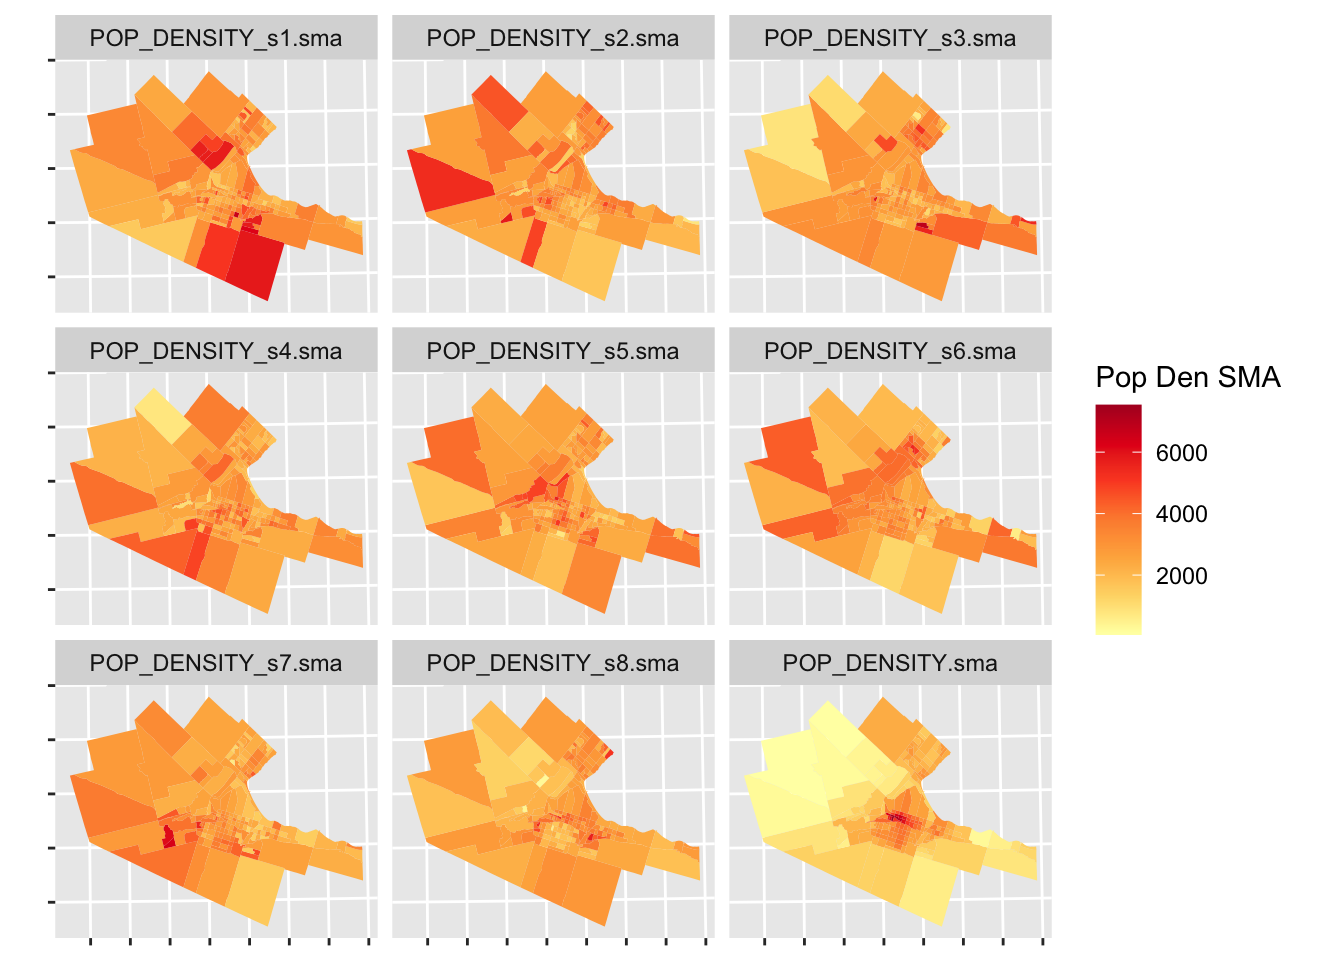 POP_DENSITY_s1.sma
POP_DENSITY_s2.sma
POP_DENSITY_s3.sma
POP_DENSITY_s4.sma
POP_DENSITY_s5.sma
POP_DENSITY_s6.sma
Pop Den SMA
6000
4000
2000
POP_DENSITY_s7.sma
POP_DENSITY_s8.sma
POP_DENSITY.sma